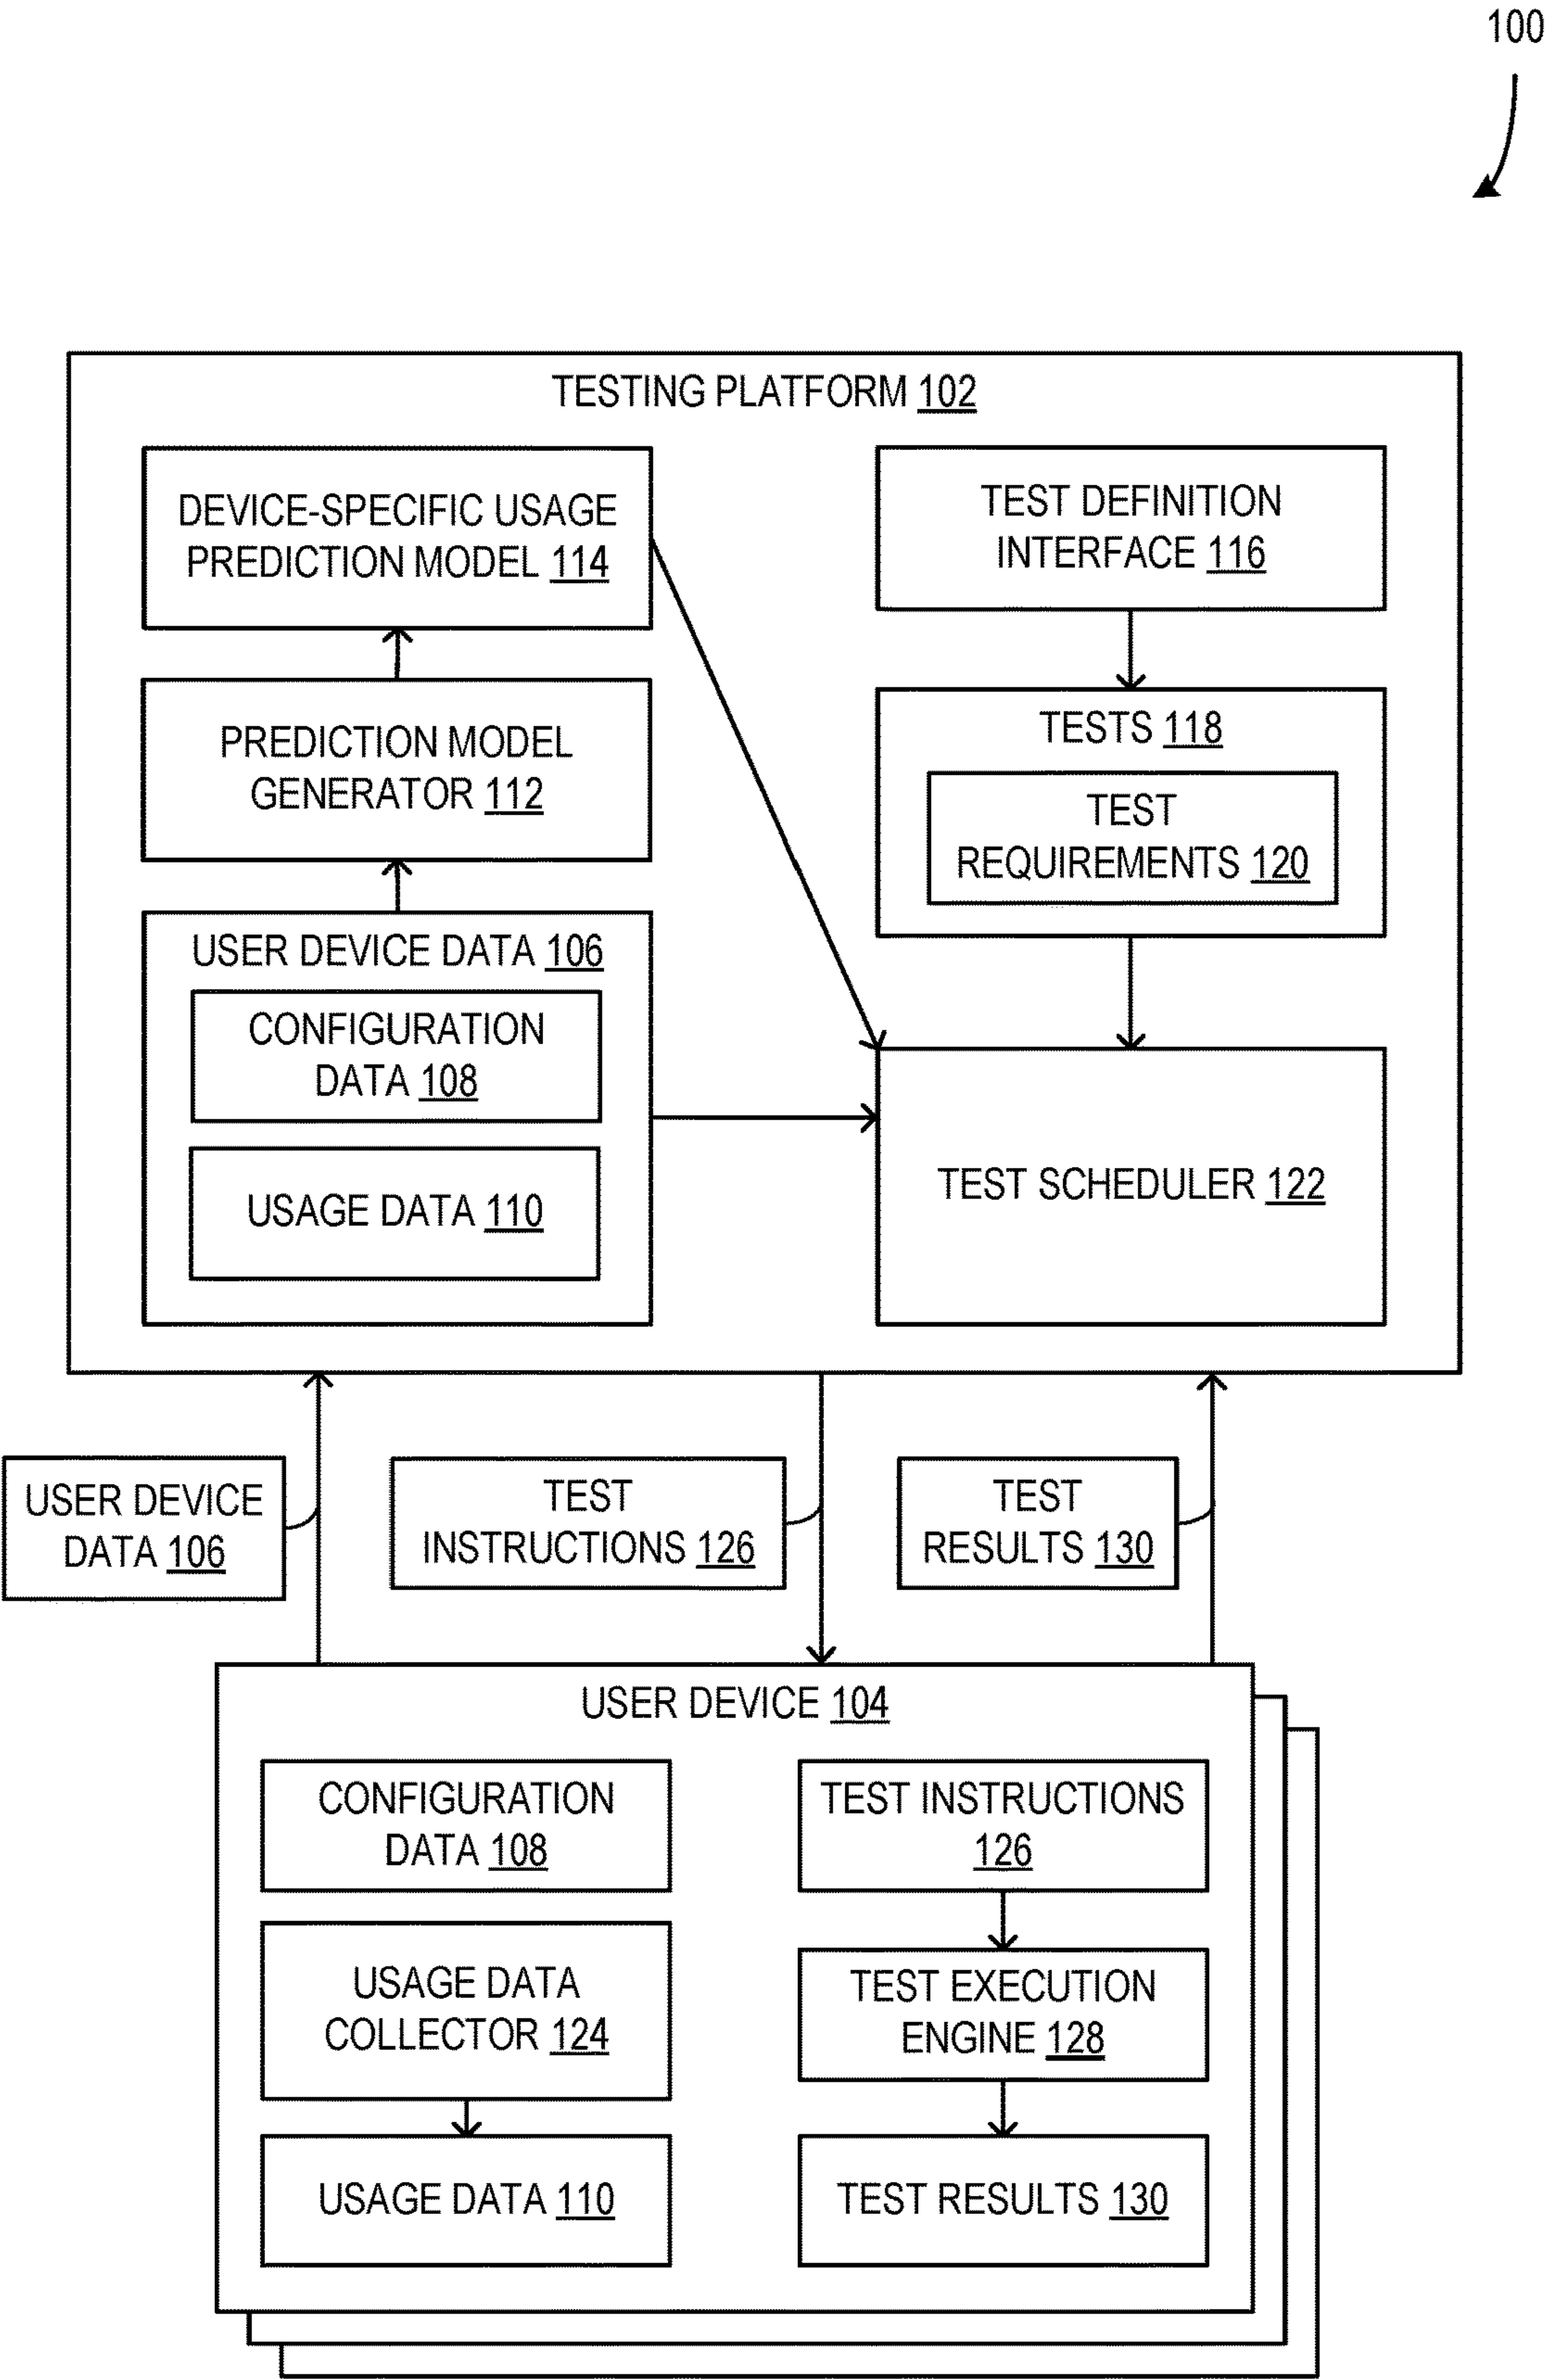 100
TESTING PLATFORM 102
DEVICE-SPECIFIC USAGE
PREDICTION MODEL 114
PREDICTION MODEL
GENERATOR 112
USER DEVICE DATA 106
CONFIGURATION
DATA 108
USAGE DATA 110
TEST DEFINITION
INTERFACE 116
TESTS 118
TEST
REQUIREMENTS 120
TEST SCHEDULER 122
USER DEVICE
DATA 106
TEST
INSTRUCTIONS 126
TEST
RESULTS 130
USER DEVICE 104
CONFIGURATION
DATA 108
USAGE DATA
COLLECTOR 124
USAGE DATA 110
TEST INSTRUCTIONS
126
TEST EXECUTION
ENGINE 128
TEST RESULTS 130